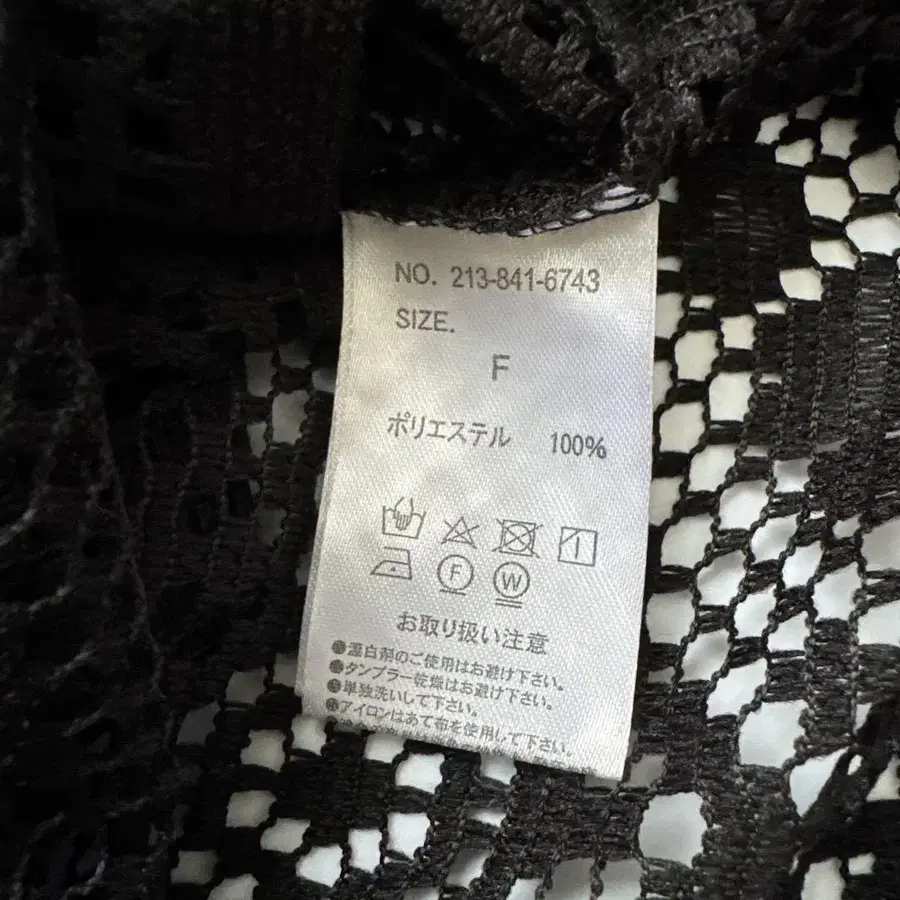 NO. 213-841-6743
SIZE.
F
ポリエステル 100%
F W
お取り扱い注意
●漂白剤のご使用はお避け下さい。
●タンブラー乾燥はお避け下さい。
●単独洗いして下さい。
●アイロンはあて布を使用して下さい。